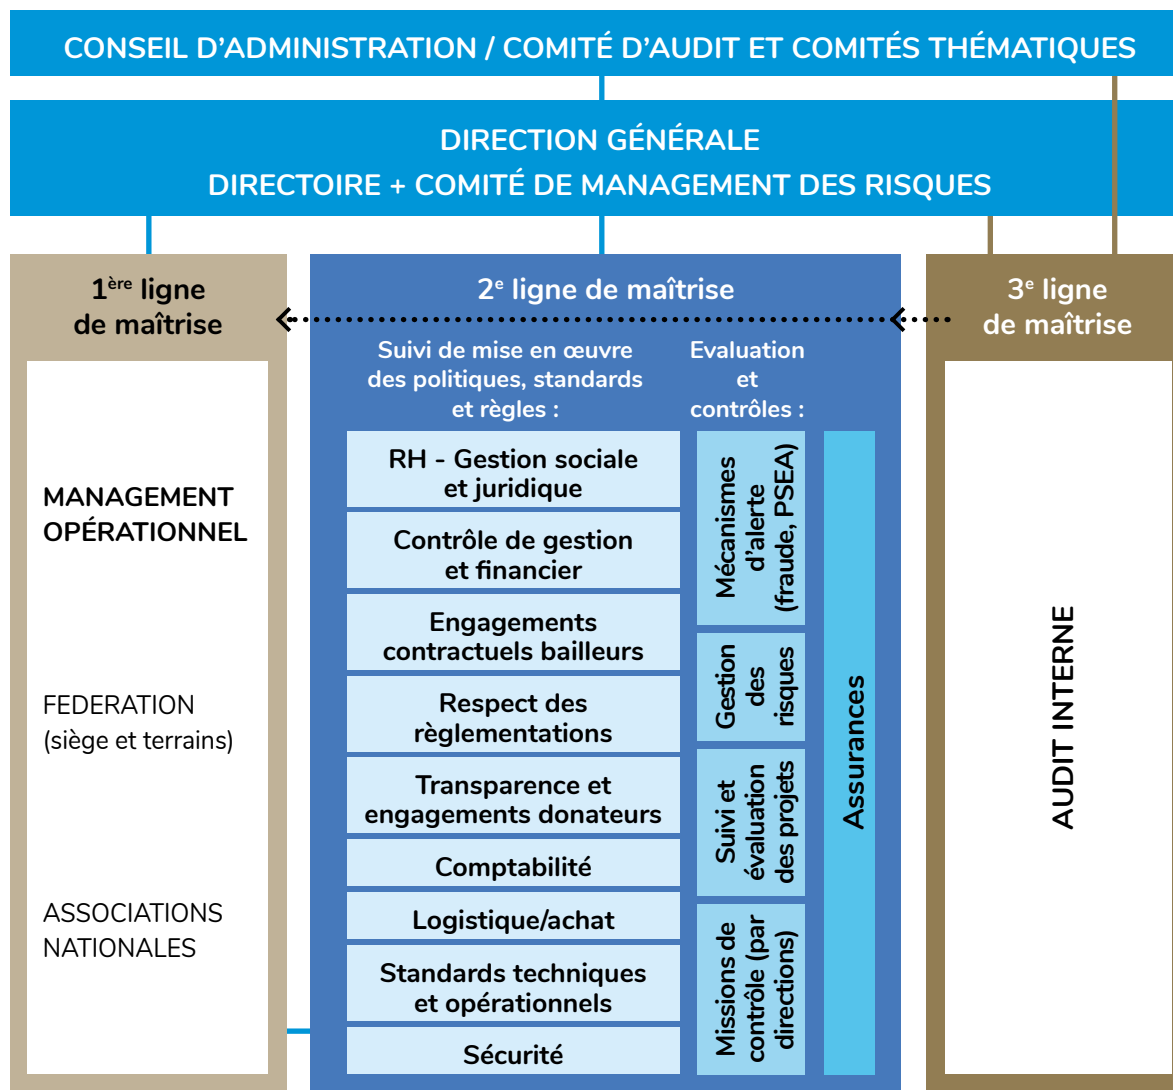 CONSEIL D'ADMINISTRATION / COMITÉ D'AUDIT ET COMITÉS THÉMATIQUES
DIRECTION GÉNÉRALE
DIRECTOIRE + COMITÉ DE MANAGEMENT DES RISQUES
1ère ligne
de maîtrise
MANAGEMENT
OPÉRATIONNEL
FEDERATION
(siège et terrains)
ASSOCIATIONS
NATIONALES
2e ligne de maîtrise
Suivi de mise en œuvre
des politiques, standards
et règles :
RH - Gestion sociale
et juridique
Contrôle de gestion
et financier
Engagements
contractuels bailleurs
Respect des
règlementations
Transparence et
engagements donateurs
Comptabilité
Logistique/achat
Standards techniques
et opérationnels
Sécurité
Evaluation
et
contrôles :
Mécanismes
d'alerte
(fraude, PSEA)
Gestion
des
risques
Suivi et
évaluation
des projets
Missions de
contrôle (par
directions)
Assurances
3e ligne
de maîtrise
AUDIT INTERNE